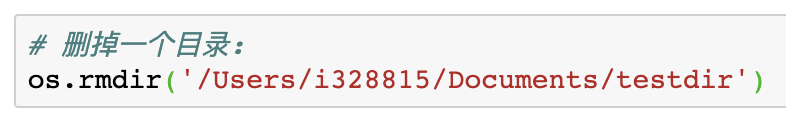 # 删掉一个目录：
os.rmdir('/Users/i328815/Documents/testdir')